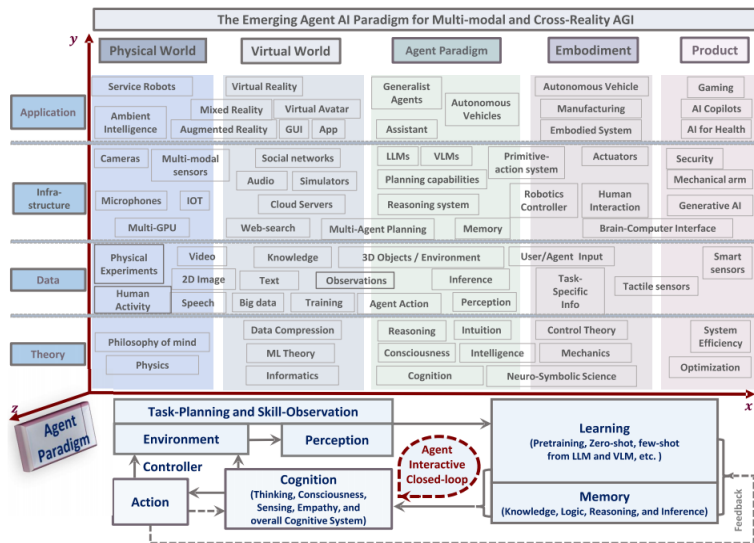 The Emerging Agent AI Paradigm for Multi-modal and Cross-Reality AGI
y
Physical World
Virtual World
Agent Paradigm
Embodiment
Product
Application
Service Robots
Ambient
Intelligence
Virtual Reality
Mixed Reality
Virtual Avatar
Augmented Reality
GUI
App
Generalist
Agents
Autonomous
Vehicles
Assistant
Autonomous Vehicle
Manufacturing
Embodied System
Gaming
AI Copilots
AI for Health
Infra-
structure
Cameras
Multi-modal
sensors
Microphones
IOT
Multi-GPU
Social networks
Audio
Simulators
Cloud Servers
Web-search
Multi-Agent Planning
LLMs
VLMs
Planning capabilities
Reasoning system
Memory
Primitive-
action system
Actuators
Robotics
Controller
Human
Interaction
Brain-Computer Interface
Security
Mechanical arm
Generative AI
Data
Physical
Experiments
Video
2D Image
Human
Activity
Speech
Knowledge
3D Objects / Environment
Text
Observations
Inference
Big data
Training
Agent Action
Perception
User/Agent Input
Task-
Specific
Info
Tactile sensors
Smart
sensors
Theory
Philosophy of mind
Physics
Data Compression
ML Theory
Informatics
Reasoning
Intuition
Consciousness
Intelligence
Cognition
Control Theory
Mechanics
Neuro-Symbolic Science
System
Efficiency
Optimization
z
x
Agent
Paradigm
Task-Planning and Skill-Observation
Environment
Perception
Controller
Action
Cognition
(Thinking, Consciousness,
Sensing, Empathy, and
overall Cognitive System)
Agent
Interactive
Closed-loop
Learning
(Pretraining, Zero-shot, few-shot
from LLM and VLM, etc. )
Memory
(Knowledge, Logic, Reasoning, and Inference)
Feedback